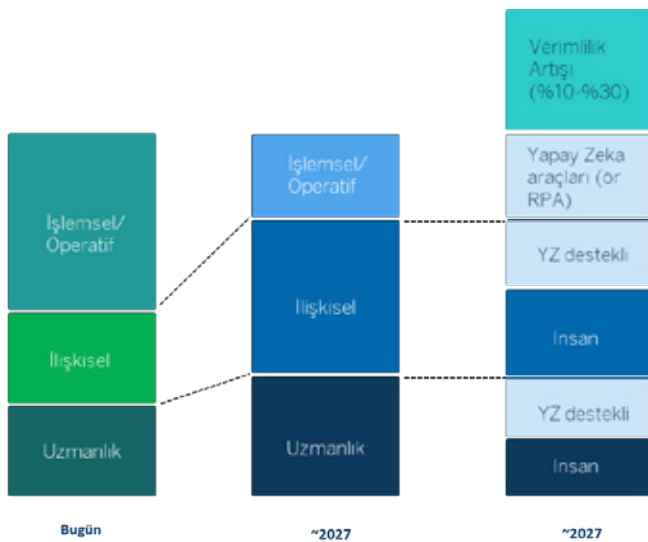 İşlemsel/
Operatif
İlişkisel
Uzmanlık
Bugün
İşlemsel/
Operatif
İlişkisel
Uzmanlık
~2027
Verimlilik
Artışı
(%10-%30)
Yapay Zeka
araçları (ör
RPA)
YZ destekli
İnsan
YZ destekli
İnsan
~2027